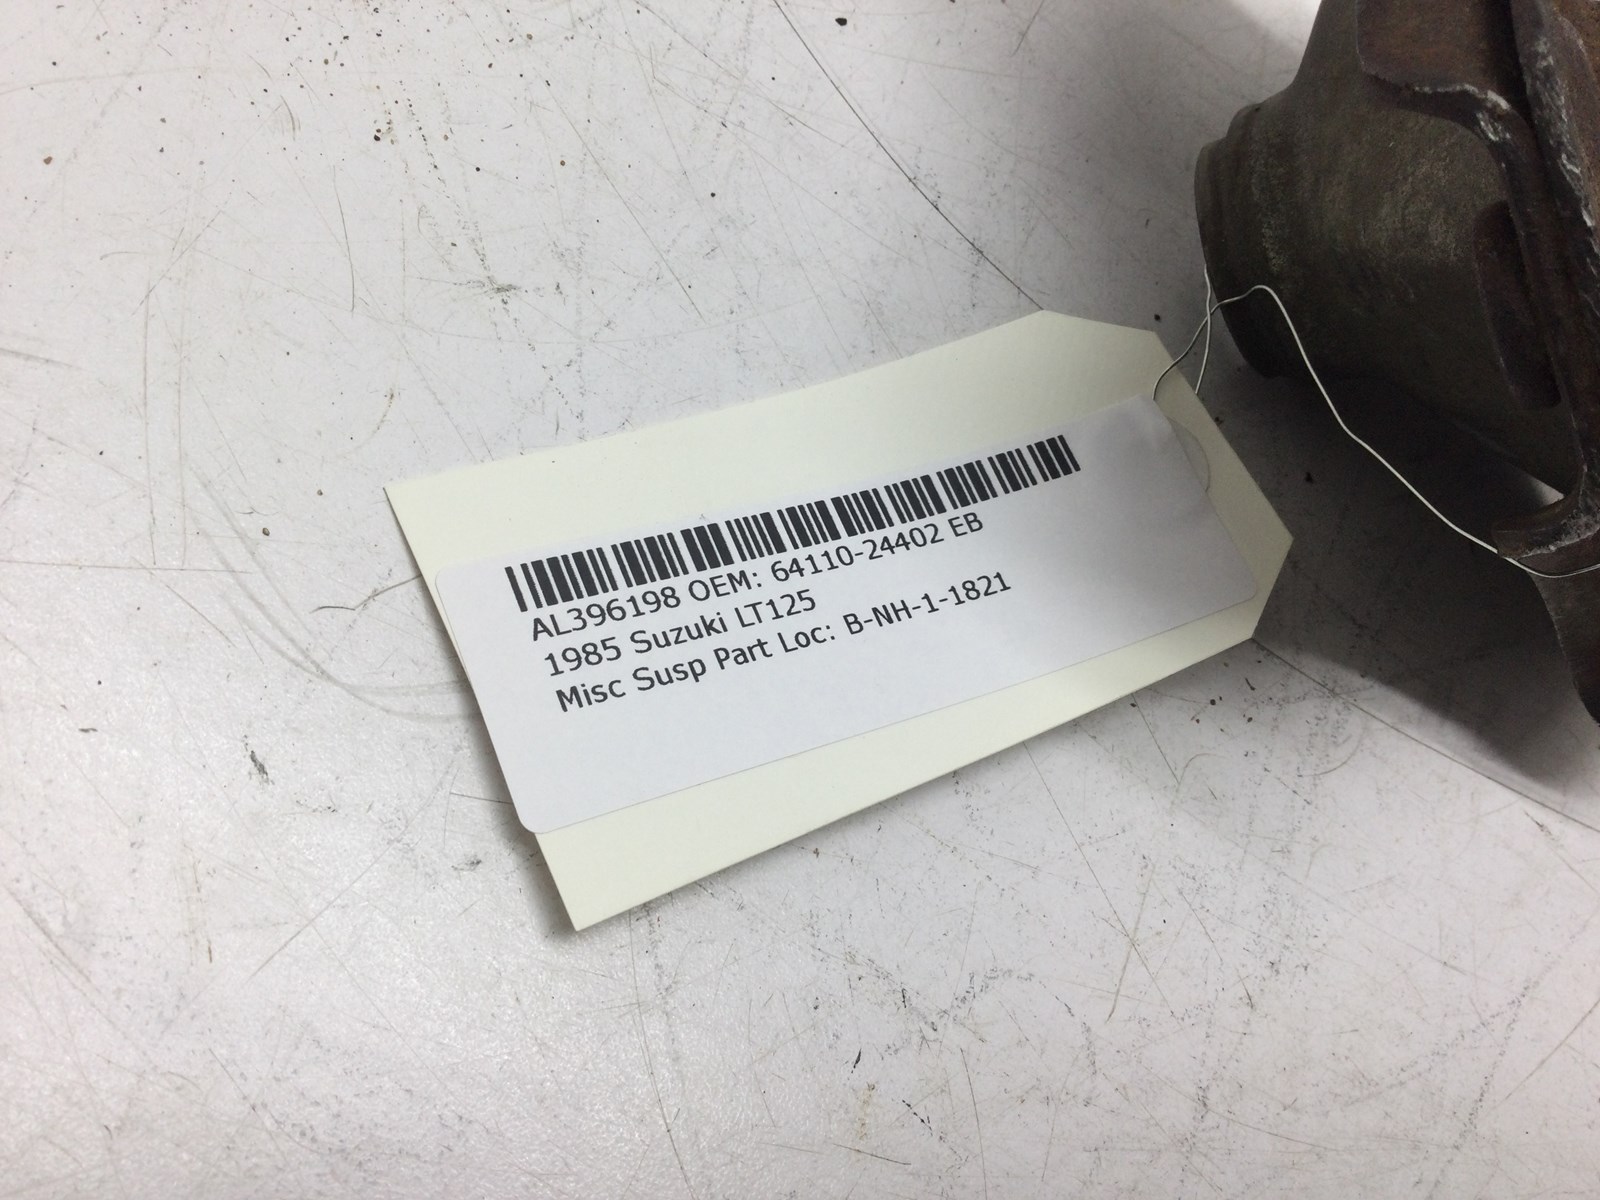 AL396198 OEM: 64110-24402 EB
1985 Suzuki LT125
Misc Susp Part Loc: B-NH-1-1821